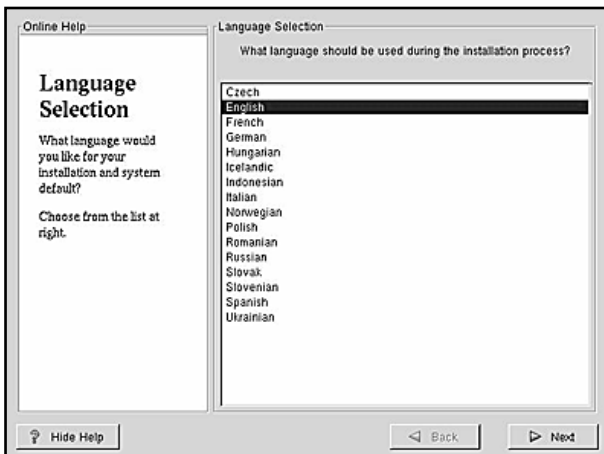 Online Help
Language
Selection
What language would
you like for your
installation and system
default?
Choose from the list at
right.
Language Selection
What language should be used during the installation process?
Czech
English
French
German
Hungarian
Icelandic
Indonesian
Italian
Norwegian
Polish
Romanian
Russian
Slovak
Slovenian
Spanish
Ukrainian
? Hide Help
Back
Next